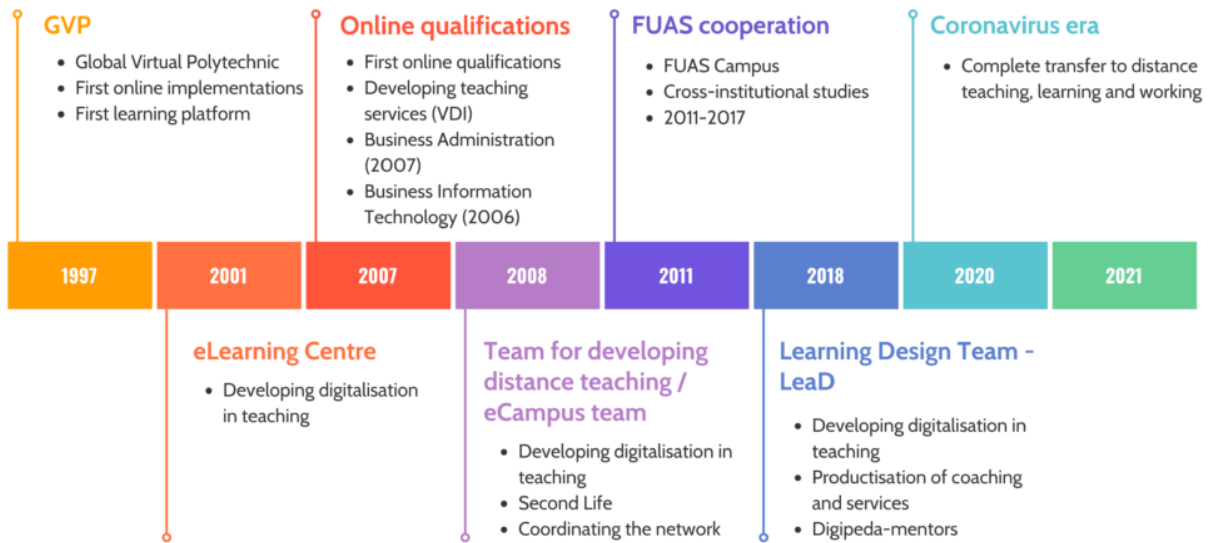 GVP
• Global Virtual Polytechnic
• First online implementations
• First learning platform
Online qualifications
• First online qualifications
• Developing teaching
services (VDI)
• Business Administration
(2007)
• Business Information
Technology (2006)
FUAS cooperation
• FUAS Campus
• Cross-institutional studies
• 2011-2017
Coronavirus era
• Complete transfer to distance
teaching, learning and working
1997
2001
2007
2008
2011
2018
2020
2021
eLearning Centre
• Developing digitalisation
in teaching
Team for developing
distance teaching /
eCampus team
• Developing digitalisation in
teaching
• Second Life
• Coordinating the network
Learning Design Team -
LeaD
• Developing digitalisation in
teaching
• Productisation of coaching
and services
• Digipeda-mentors